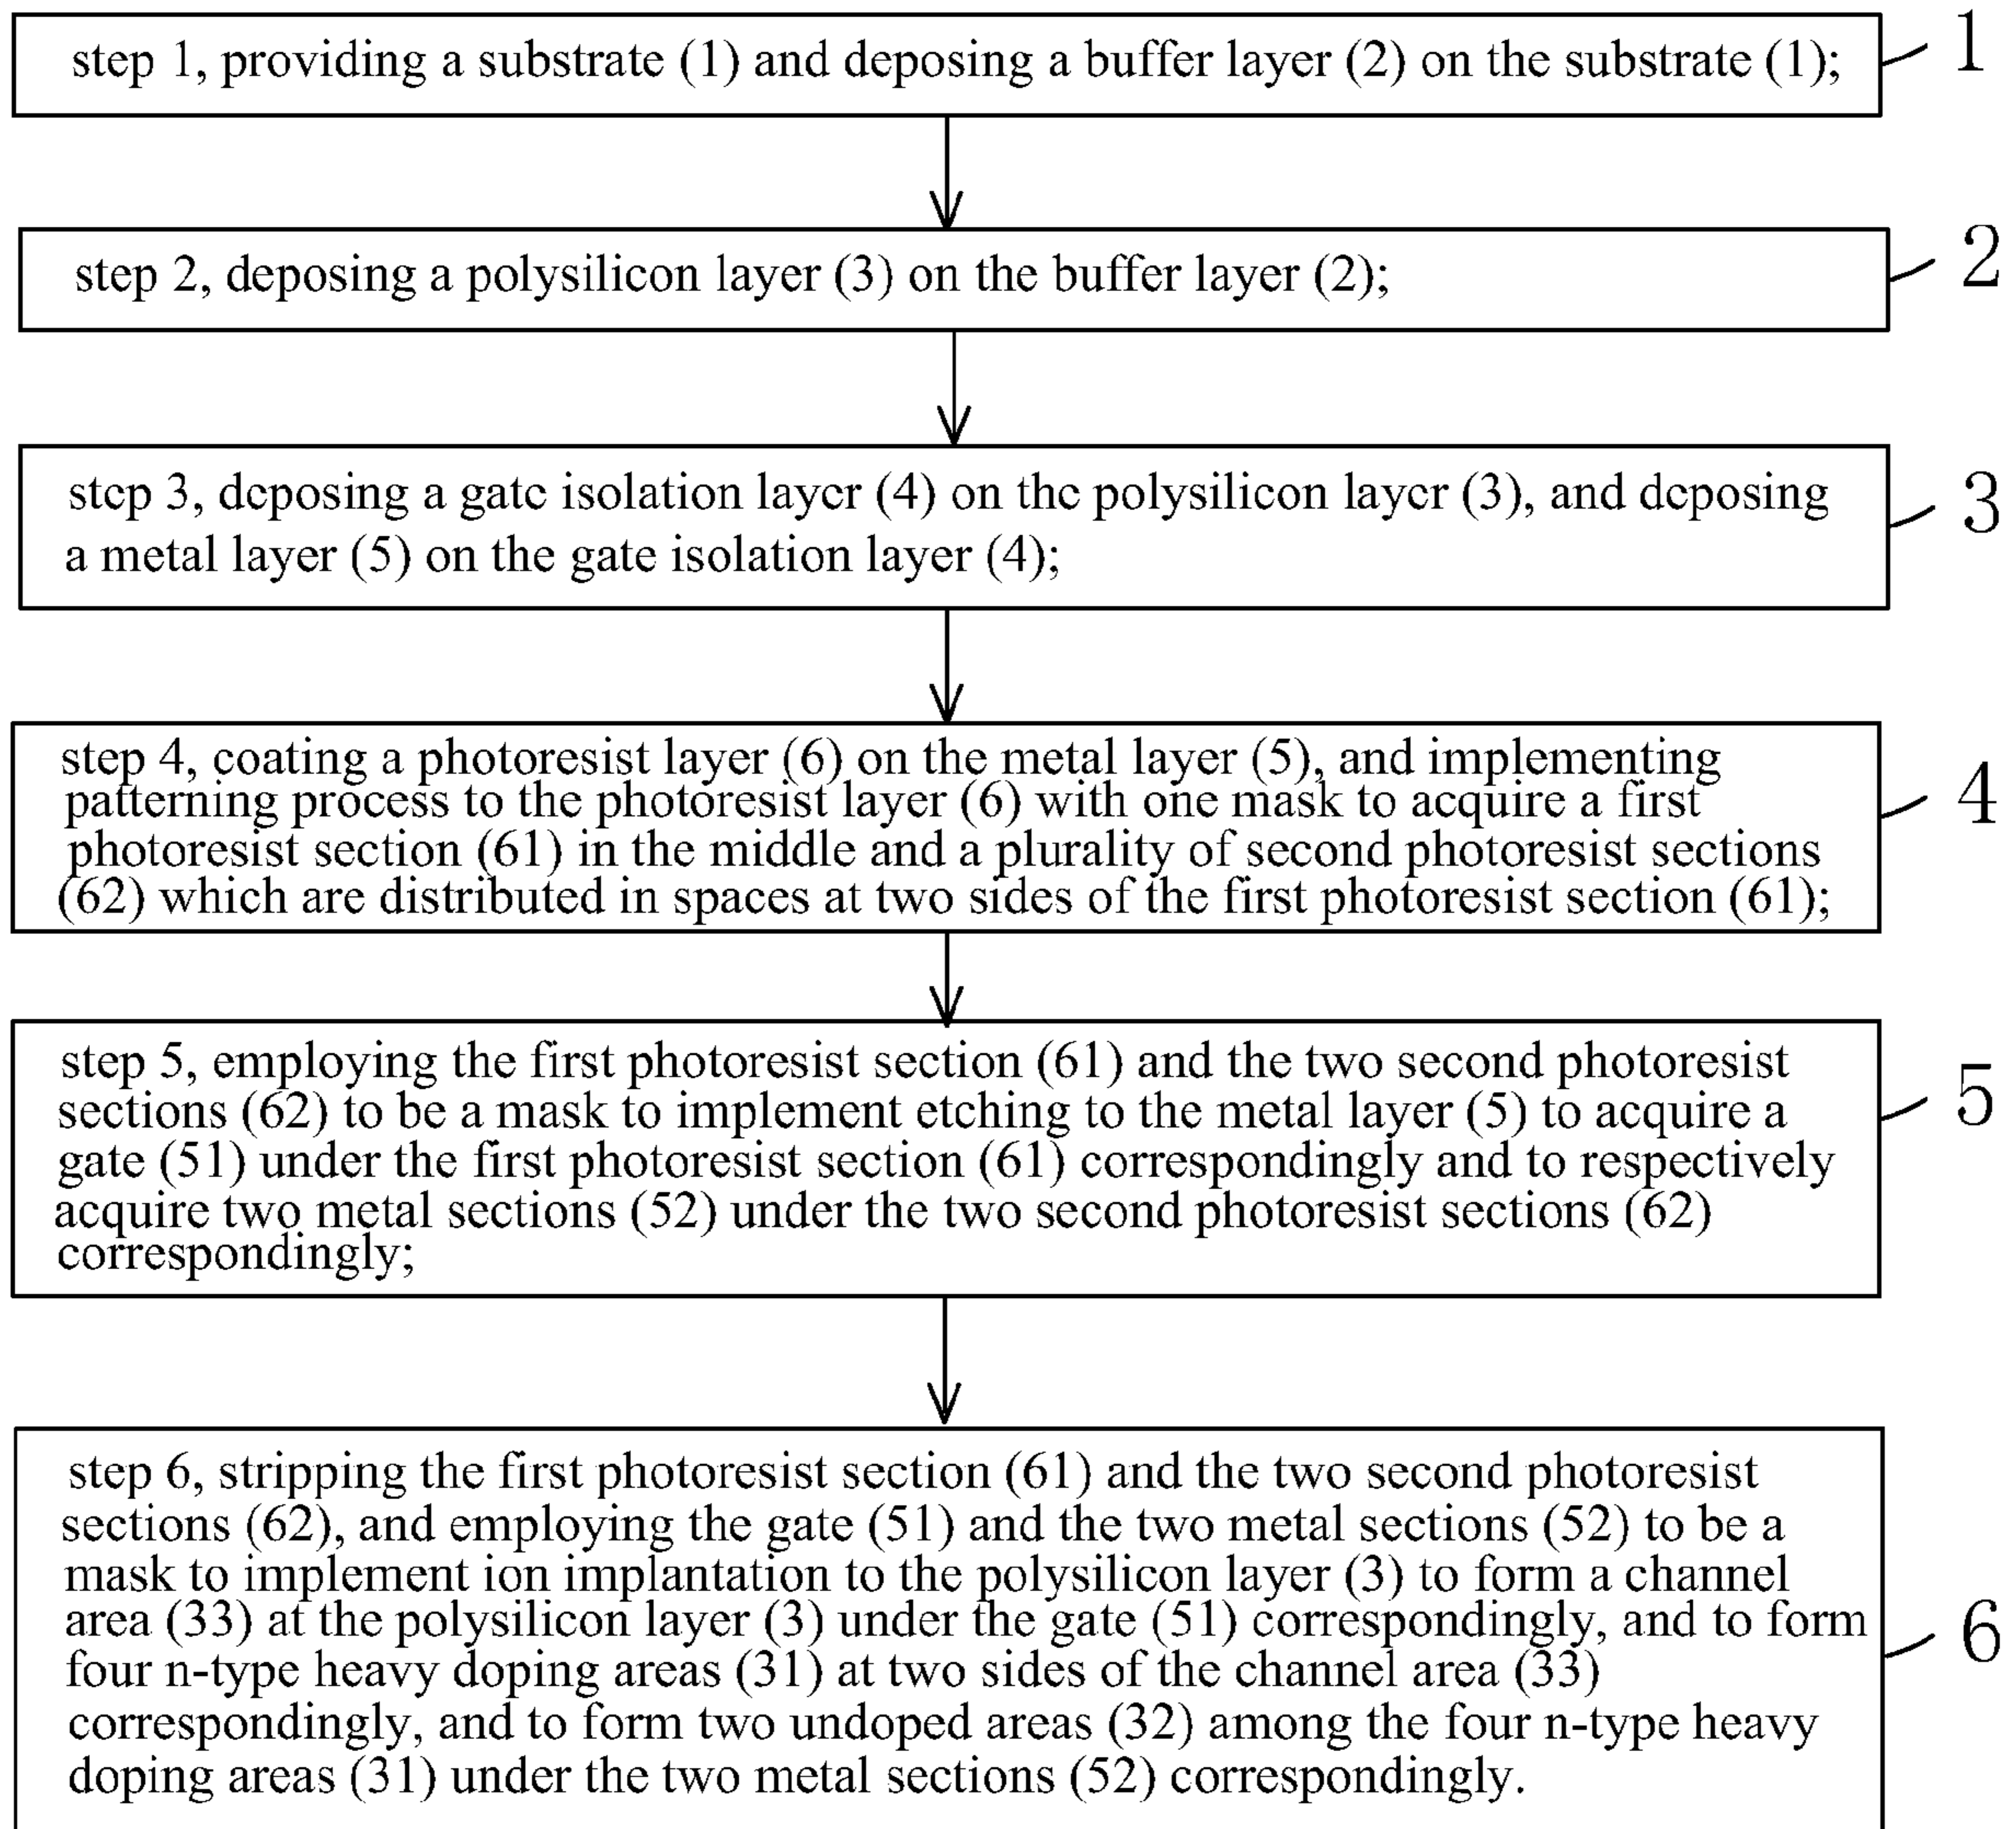 step 1, providing a substrate (1) and deposing a buffer layer (2) on the substrate (1);
1
step 2, deposing a polysilicon layer (3) on the buffer layer (2);
2
step 3, deposing a gate isolation layer (4) on the polysilicon layer (3), and deposing
a metal layer (5) on the gate isolation layer (4);
3
step 4, coating a photoresist layer (6) on the metal layer (5), and implementing
patterning process to the photoresist layer (6) with one mask to acquire a first
photoresist section (61) in the middle and a plurality of second photoresist sections
(62) which are distributed in spaces at two sides of the first photoresist section (61);
4
step 5, employing the first photoresist section (61) and the two second photoresist
sections (62) to be a mask to implement etching to the metal layer (5) to acquire a
gate (51) under the first photoresist section (61) correspondingly and to respectively
acquire two metal sections (52) under the two second photoresist sections (62)
correspondingly;
5
step 6, stripping the first photoresist section (61) and the two second photoresist
sections (62), and employing the gate (51) and the two metal sections (52) to be a
mask to implement ion implantation to the polysilicon layer (3) to form a channel
area (33) at the polysilicon layer (3) under the gate (51) correspondingly, and to form
four n-type heavy doping areas (31) at two sides of the channel area (33)
correspondingly, and to form two undoped areas (32) among the four n-type heavy
doping areas (31) under the two metal sections (52) correspondingly.
6